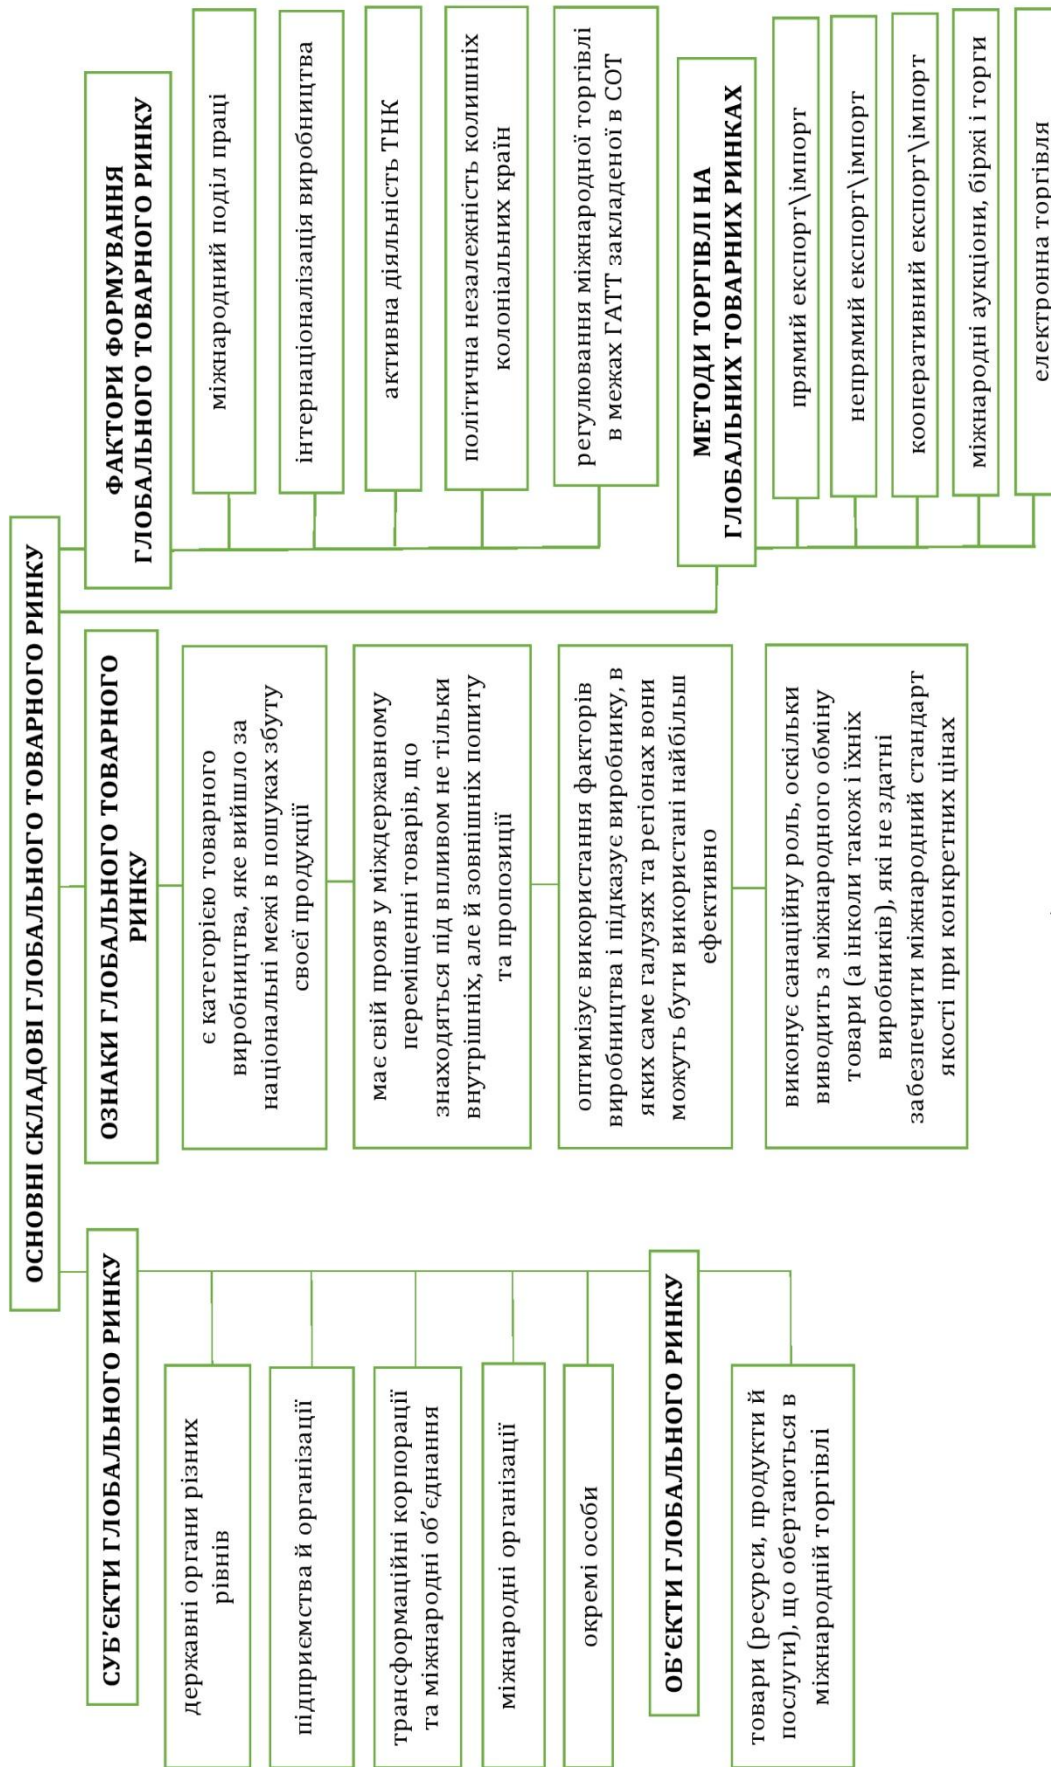 ОСНОВНІ СКЛАДОВІ ГЛОБАЛЬНОГО ТОВАРНОГО РИНКУ
СУБ'ЄКТИ ГЛОБАЛЬНОГО РИНКУ
державні органи різних
рівнів
підприємства й організації
трансформаційні корпорації
та міжнародні об'єднання
міжнародні організації
окремі особи
ОБ'ЄКТИ ГЛОБАЛЬНОГО РИНКУ
товари (ресурси, продукти й
послуги), що обертаються в
міжнародній торгівлі
ОЗНАКИ ГЛОБАЛЬНОГО ТОВАРНОГО
РИНКУ
є категорією товарного
виробництва, яке вийшло за
національні межі в пошуках збуту
своєї продукції
має свій прояв у міждержавному
переміщенні товарів, що
знаходяться під пливом не тільки
внутрішніх, але й зовнішніх попиту
та пропозиції
оптимізує використання факторів
виробництва і підказує виробнику, в
яких саме галузях та регіонах вони
можуть бути використані найбільш
ефективно
виконує санаційну роль, оскільки
виводить з міжнародного обміну
товари (а інколи також і їхніх
виробників), які не здатні
забезпечити міжнародний стандарт
якості при конкретних цінах
ФАКТОРИ ФОРМУВАННЯ
ГЛОБАЛЬНОГО ТОВАРНОГО РИНКУ
міжнародний поділ праці
інтернаціоналізація виробництва
активна діяльність ТНК
політична незалежність колишніх
колоніальних країн
регулювання міжнародної торгівлі
в межах ГАТТ закладеної в СОТ
МЕТОДИ ТОРГІВЛІ НА
ГЛОБАЛЬНИХ ТОВАРНИХ РИНКАХ
прямий експорт\імпорт
непрямий експорт\імпорт
кооперативний експорт\імпорт
міжнародні аукціони, біржі і торги
електронна торгівля